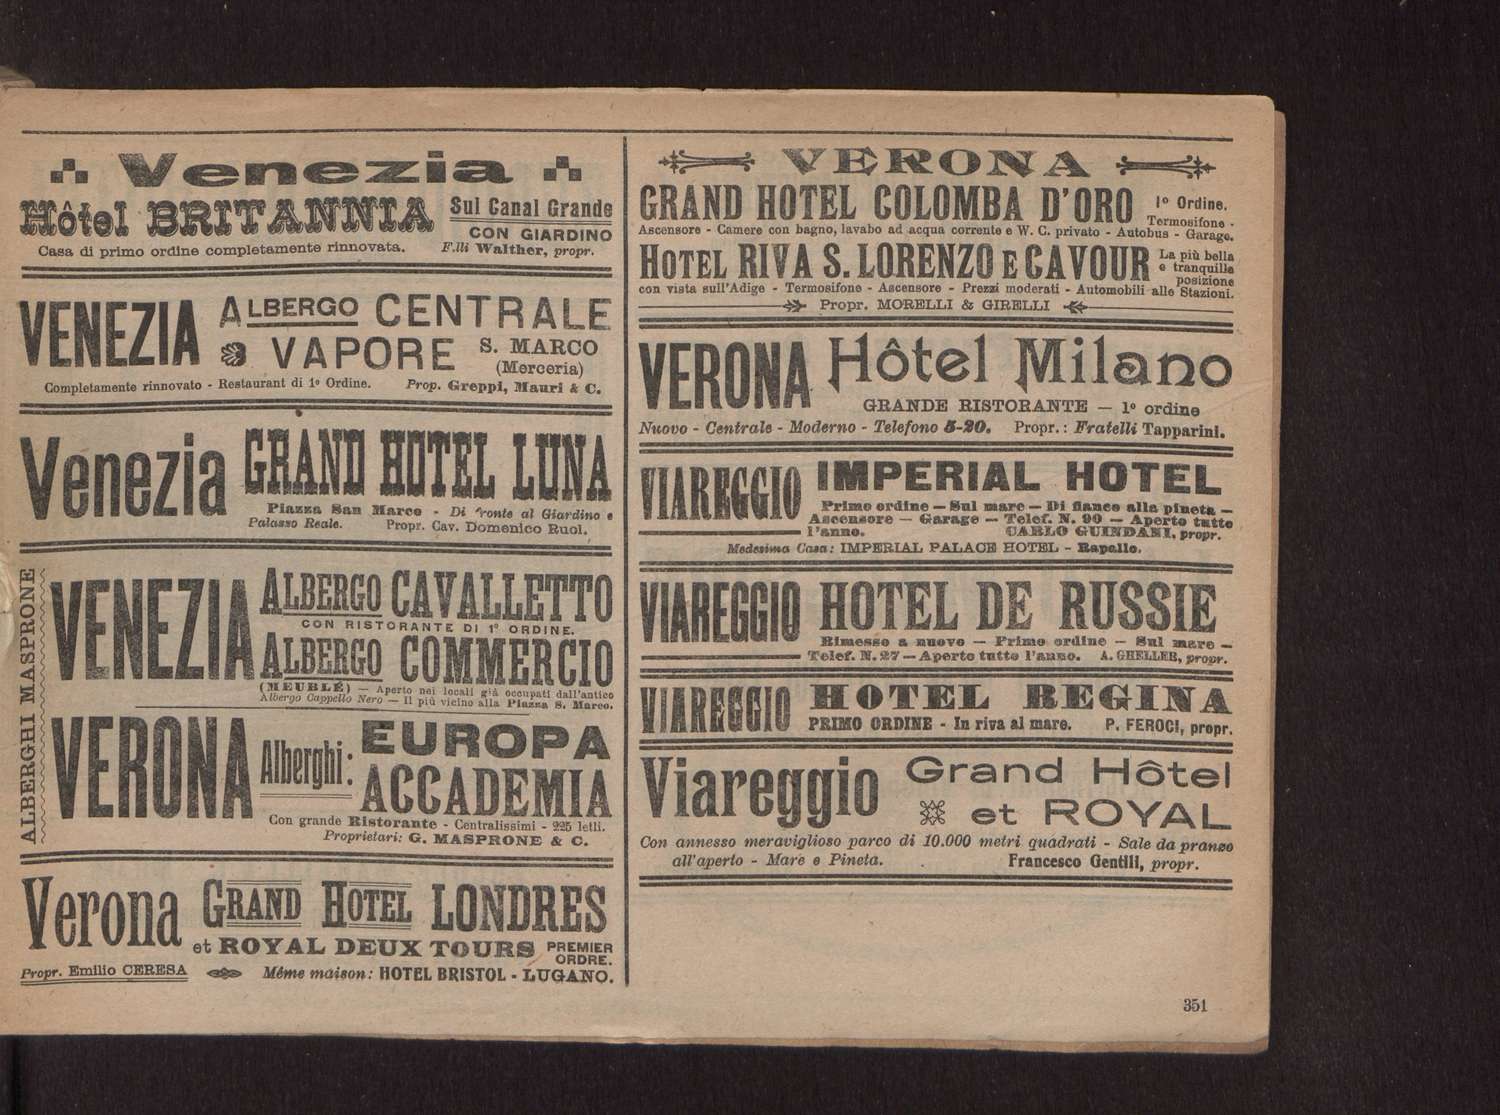 Venezia
Hôtel BRITANNIA Sul Canal Grande
CON GIARDINO
Casa di primo ordine completamente rinnovata. F.lli Walther, propr.
VENEZIA ALBERGO CENTRALE
VAPORE S. MARCO
(Merceria)
Completamente rinnovato - Restaurant di 1º Ordine. Prop. Greppi, Mauri & C.
Venezia GRAND HOTEL LUNA
Piazza San Marco - Di fronte al Giardino e
Palazzo Reale. Propr. Cav. Domenico Ruol.
ALBERGHI MASPRONE
VENEZIA ALBERGO CAVALLETTO
CON RISTORANTE DI 1º ORDINE.
ALBERGO COMMERCIO
(MEUBLÉ) — Aperto nei locali già occupati dall'antico
Albergo Cappello Nero — Il più vicino alla Piazza S. Marco.
VERONA Alberghi: EUROPA
ACCADEMIA
Con grande Ristorante - Centralissimi - 225 letti.
Proprietari: G. MASPRONE & C.
Verona GRAND HOTEL LONDRES
et ROYAL DEUX TOURS PREMIER
ORDRE.
Propr. Emilio CERESA Même maison: HOTEL BRISTOL - LUGANO.
VERONA
GRAND HOTEL COLOMBA D'ORO 1º Ordine.
Termosifone -
Ascensore - Camere con bagno, lavabo ad acqua corrente e W. C. privato - Autobus - Garage.
HOTEL RIVA S. LORENZO E CAVOUR La più bella
e tranquilla
posizione
con vista sull'Adige - Termosifone - Ascensore - Prezzi moderati - Automobili alle Stazioni.
Propr. MORELLI & GIRELLI
VERONA Hôtel Milano
GRANDE RISTORANTE — 1º ordine
Nuovo - Centrale - Moderno - Telefono 5-20. Propr.: Fratelli Tapparini.
VIAREGGIO IMPERIAL HOTEL
Primo ordine — Sul mare — Di fianco alla pineta —
Ascensore — Garage — Telef. N. 90 — Aperto tutto
l'anno. CARLO GUINDANI, propr.
Medesima Casa: IMPERIAL PALACE HOTEL - Rapallo.
VIAREGGIO HOTEL DE RUSSIE
Rimesso a nuovo — Primo ordine — Sul mare —
Telef. N. 27 — Aperto tutto l'anno. A. GHELLER, propr.
VIAREGGIO HOTEL REGINA
PRIMO ORDINE - In riva al mare. P. FEROCI, propr.
Viareggio Grand Hôtel
et ROYAL
Con annesso meraviglioso parco di 10.000 metri quadrati - Sale da pranzo
all'aperto - Mare e Pineta. Francesco Gentili, propr.
351